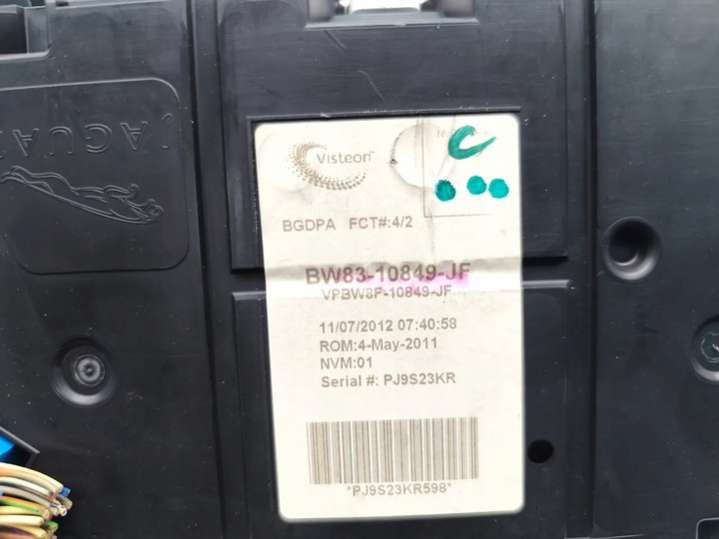 JAGUA
Visteon
C
BGDPA FCT#:4/2
BW83-10849-JF
VPBW8F-10849-JF
11/07/2012 07:40:58
ROM:4-May-2011
NVM:01
Serial #: PJ9S23KR
*PJ9S23KR598*